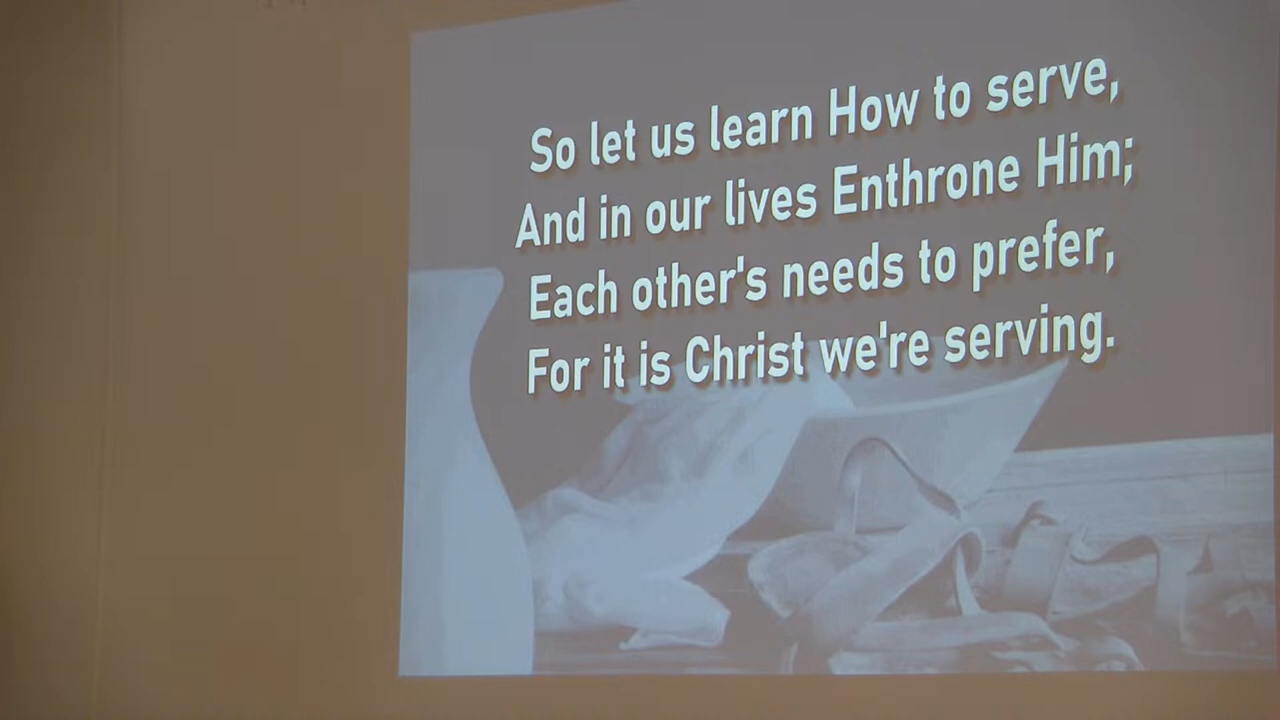 So let us learn How to serve,
And in our lives Enthrone Him;
Each other's needs to prefer,
For it is Christ we're serving.